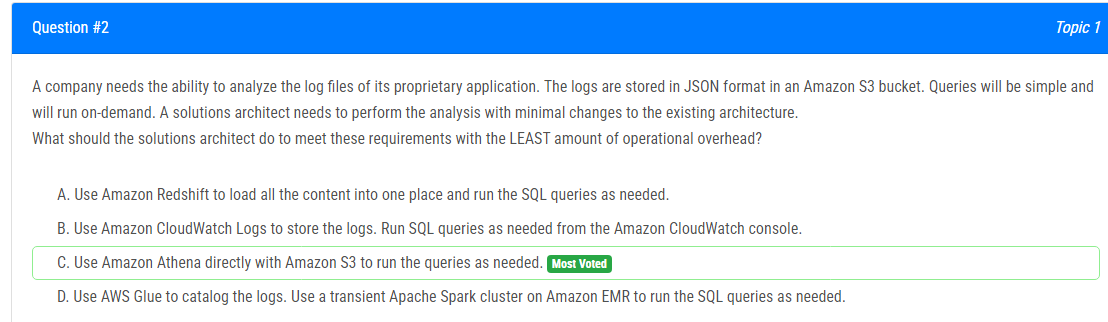 Question #2
Topic 1
A company needs the ability to analyze the log files of its proprietary application. The logs are stored in JSON format in an Amazon S3 bucket. Queries will be simple and
will run on-demand. A solutions architect needs to perform the analysis with minimal changes to the existing architecture.
What should the solutions architect do to meet these requirements with the LEAST amount of operational overhead?
A. Use Amazon Redshift to load all the content into one place and run the SQL queries as needed.
B. Use Amazon CloudWatch Logs to store the logs. Run SQL queries as needed from the Amazon CloudWatch console.
C. Use Amazon Athena directly with Amazon S3 to run the queries as needed. Most Voted
D. Use AWS Glue to catalog the logs. Use a transient Apache Spark cluster on Amazon EMR to run the SQL queries as needed.